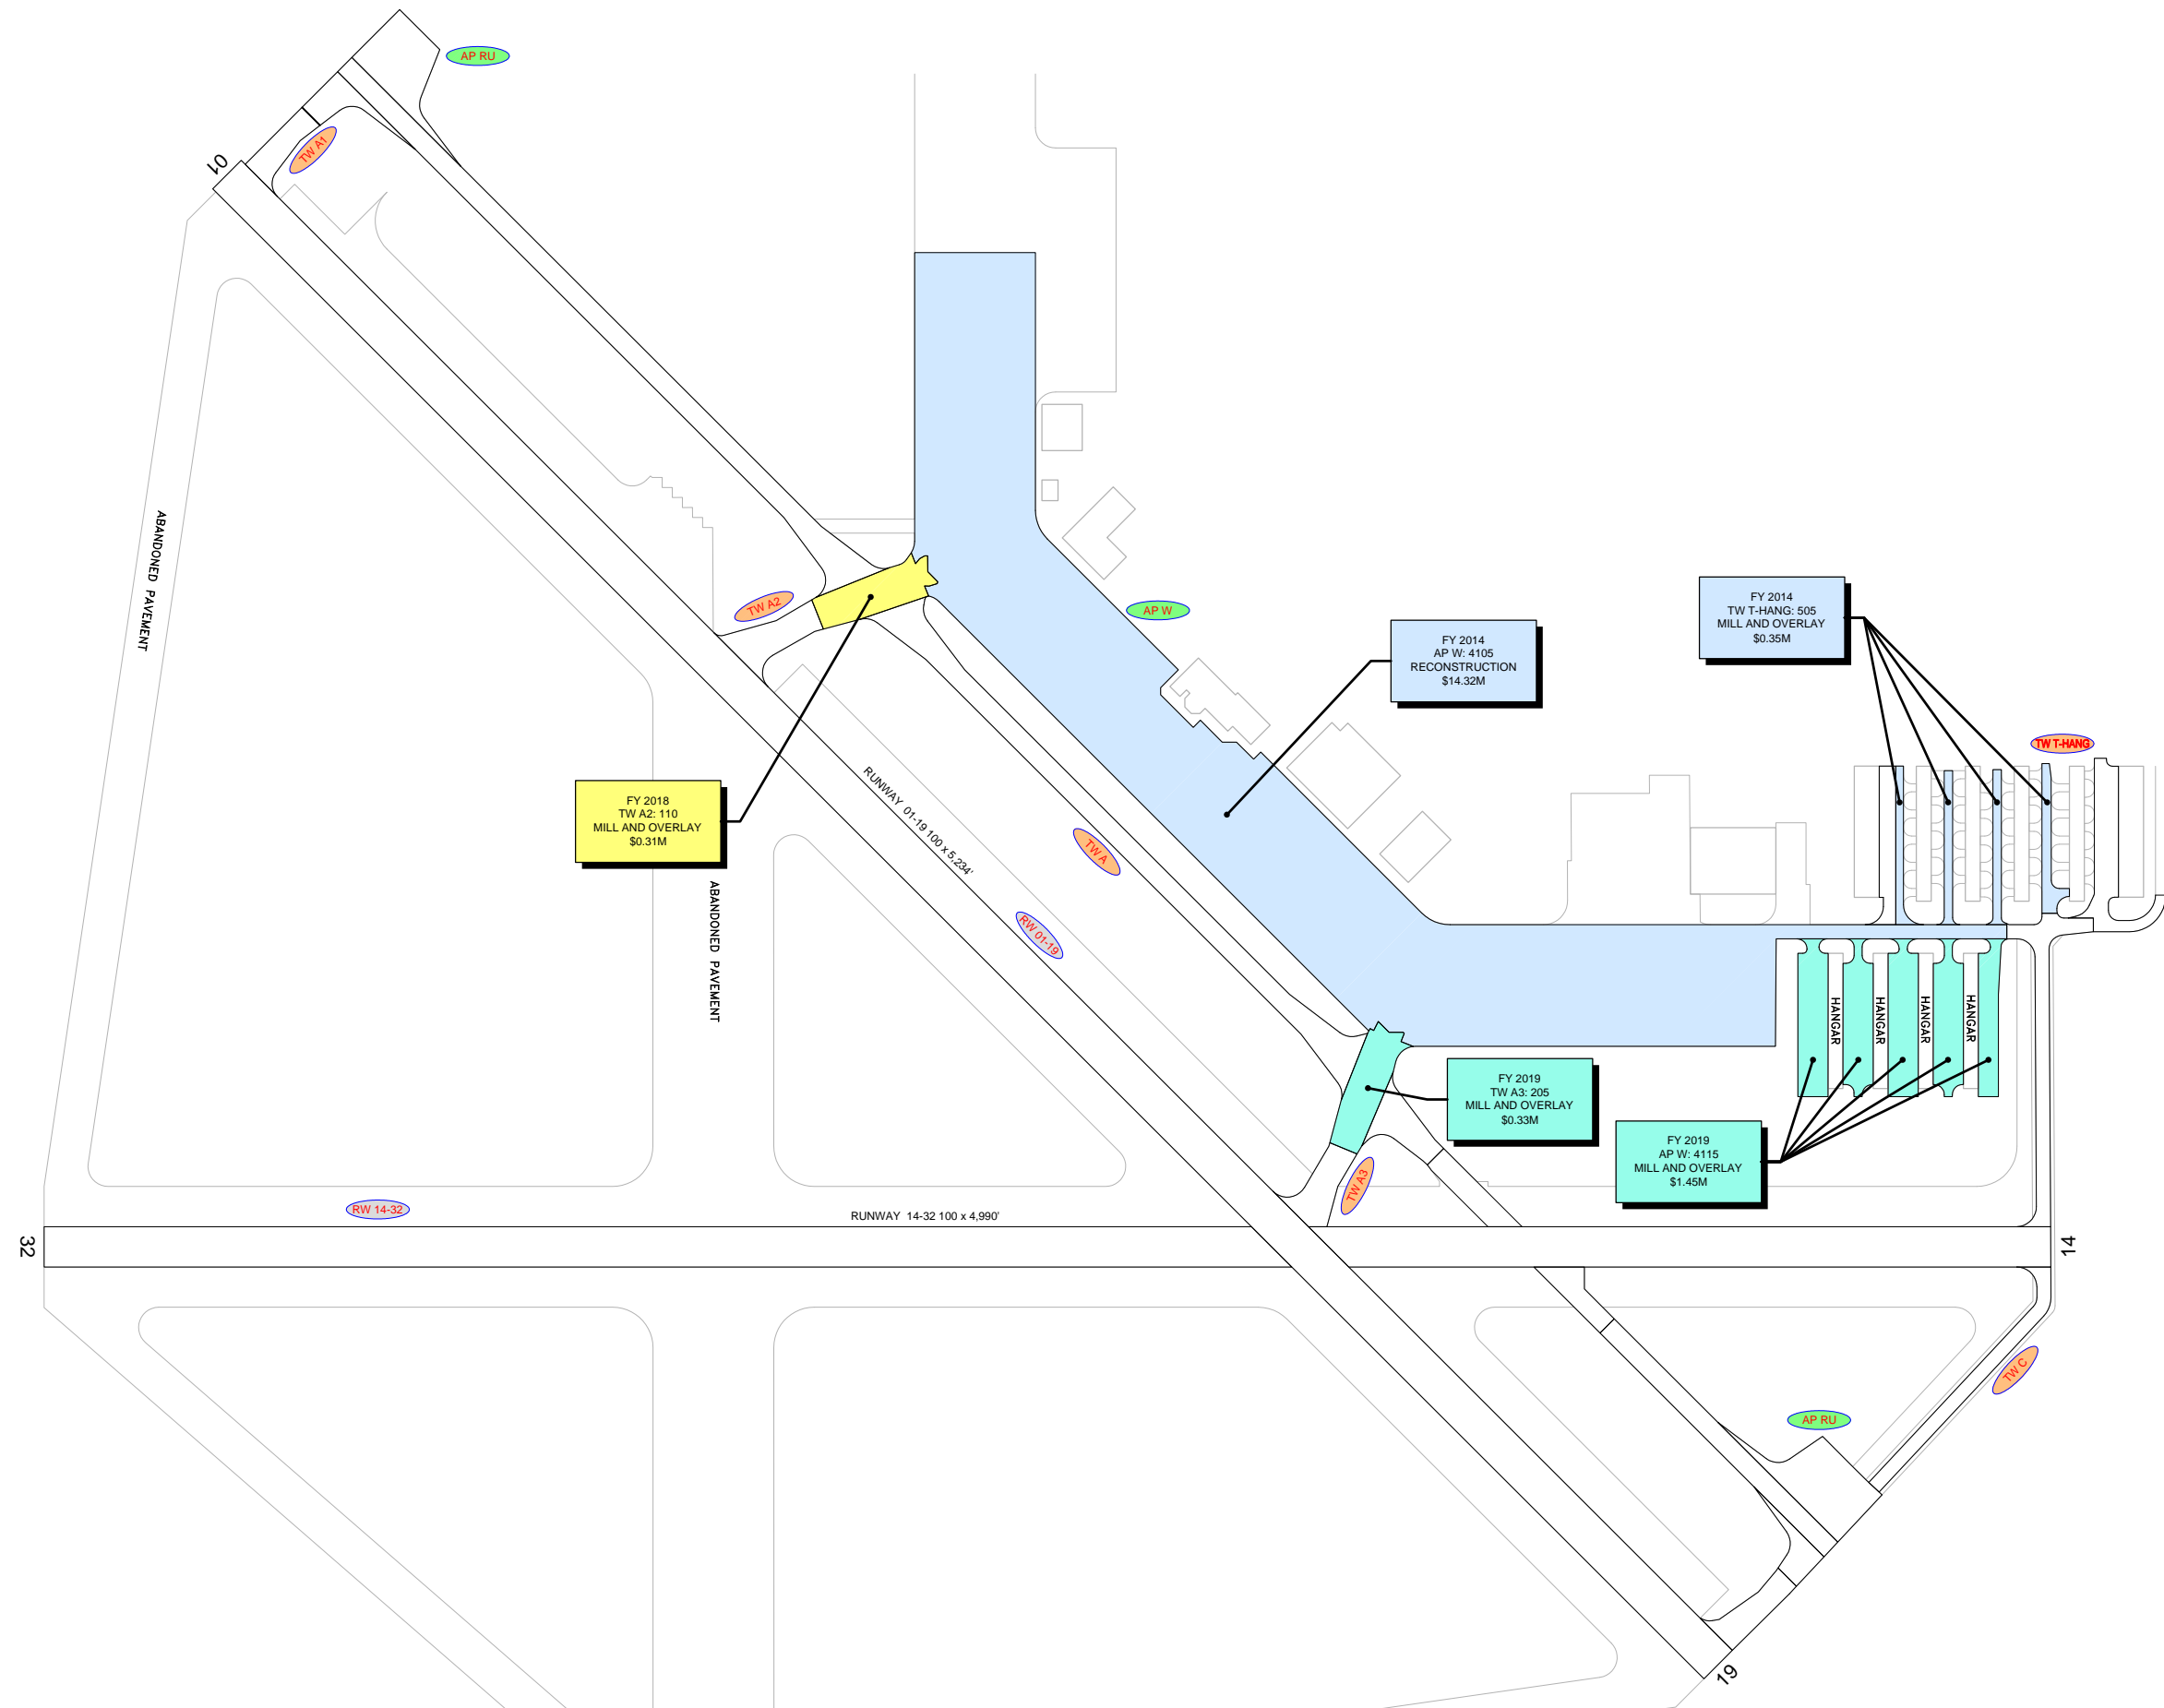 AP RU
TW A1
01
ABANDONED PAVEMENT
TW A2
AP W
FY 2014
TW T-HANG: 505
MILL AND OVERLAY
$0.35M
FY 2014
AP W: 4105
RECONSTRUCTION
$14.32M
TW T-HANG
FY 2018
TW A2: 110
MILL AND OVERLAY
$0.31M
RUNWAY 01-19 100 x 5,234'
TW A
RW 01-19
ABANDONED PAVEMENT
HANGAR
HANGAR
HANGAR
HANGAR
FY 2019
TW A3: 205
MILL AND OVERLAY
$0.33M
FY 2019
AP W: 4115
MILL AND OVERLAY
$1.45M
TW A3
RW 14-32
RUNWAY 14-32 100 x 4,990'
32
14
TW C
AP RU
19